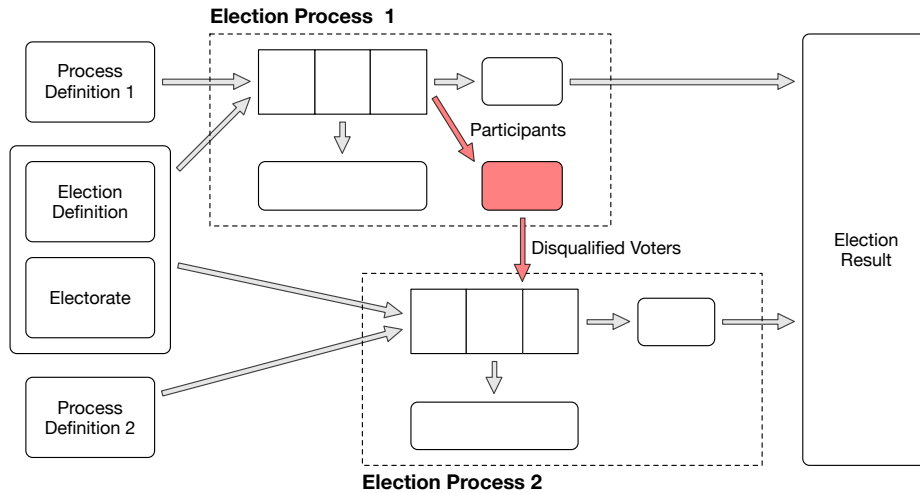 Election Process 1
Process
Definition 1
Participants
Election
Definition
Electorate
Disqualified Voters
Election
Result
Process
Definition 2
Election Process 2